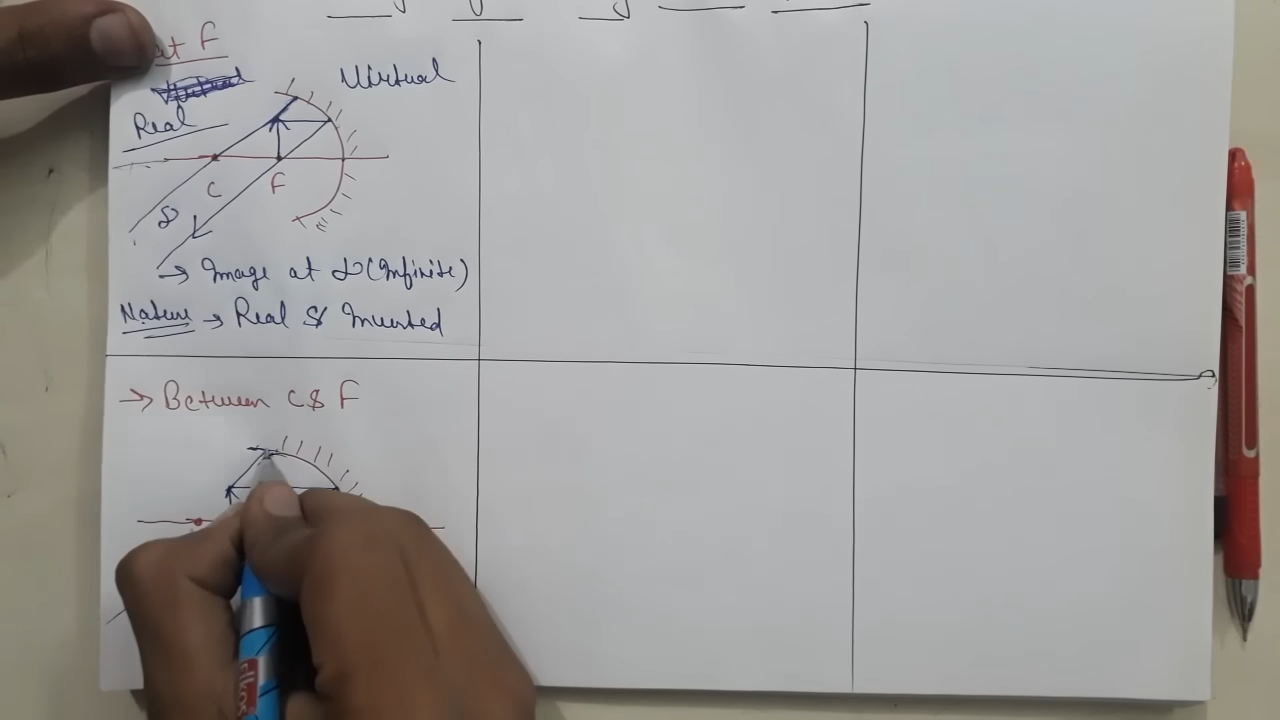 at F
Virtual
Real
C F
→ Image at ∞ (Infinite)
Nature → Real & Inverted
→ Between C & F